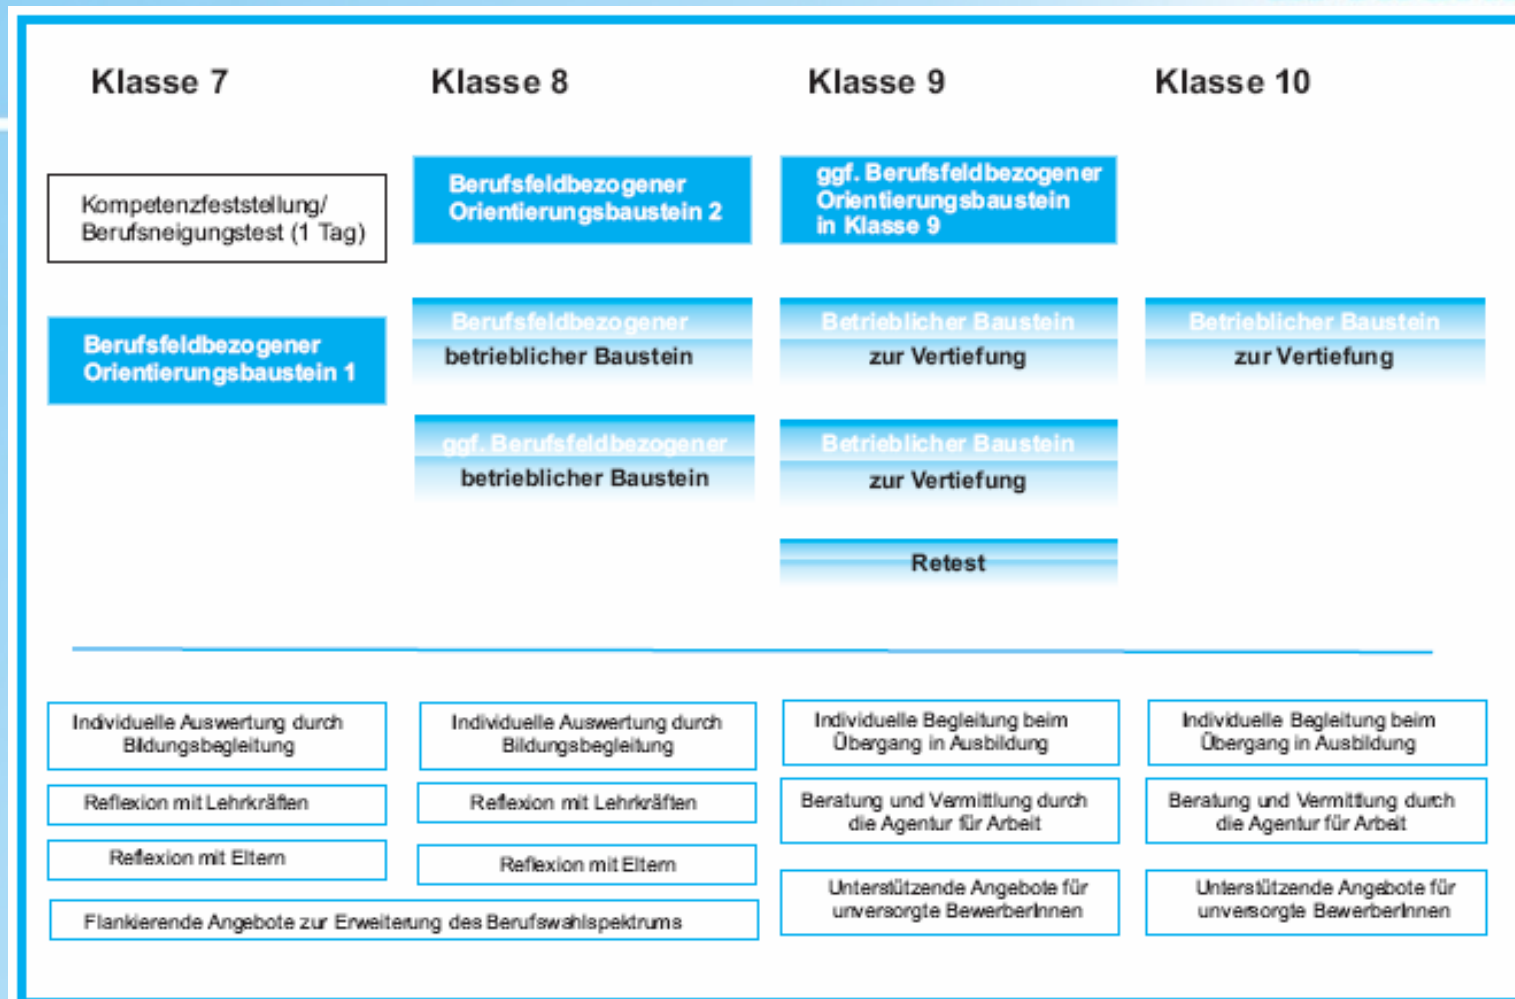 Klasse 7
Klasse 8
Klasse 9
Klasse 10
Kompetenzfeststellung/
Berufsneigungstest (1 Tag)
Berufsfeldbezogener
Orientierungsbaustein 1
Berufsfeldbezogener
Orientierungsbaustein 2
ggf. Berufsfeldbezogener
Orientierungsbaustein
in Klasse 9
Berufsfeldbezogener
betrieblicher Baustein
Betrieblicher Baustein
zur Vertiefung
Betrieblicher Baustein
zur Vertiefung
ggf. Berufsfeldbezogener
betrieblicher Baustein
Betrieblicher Baustein
zur Vertiefung
Retest
Individuelle Auswertung durch
Bildungsbegleitung
Individuelle Auswertung durch
Bildungsbegleitung
Individuelle Begleitung beim
Übergang in Ausbildung
Individuelle Begleitung beim
Übergang in Ausbildung
Reflexion mit Lehrkräften
Reflexion mit Lehrkräften
Beratung und Vermittlung durch
die Agentur für Arbeit
Beratung und Vermittlung durch
die Agentur für Arbeit
Reflexion mit Eltern
Reflexion mit Eltern
Unterstützende Angebote für
unversorgte BewerberInnen
Unterstützende Angebote für
unversorgte BewerberInnen
Flankierende Angebote zur Erweiterung des Berufswahlspektrums